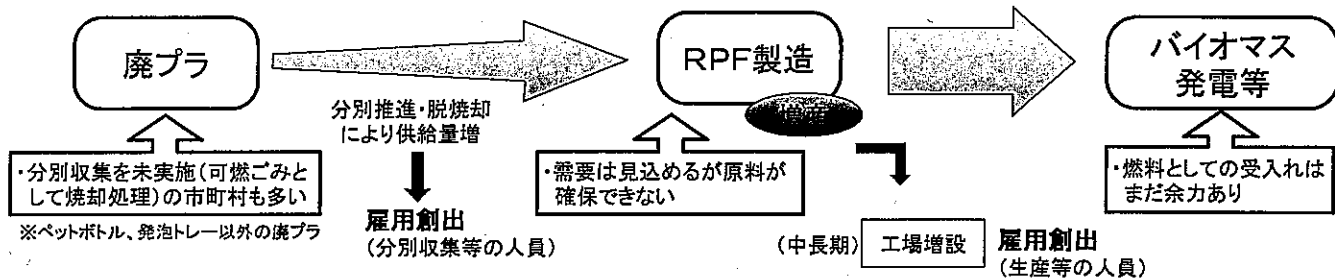 廃プラ
分別推進・脱焼却
により供給量増
RPF製造
増産
バイオマス
発電等
・分別収集を未実施(可燃ごみと
して焼却処理)の市町村も多い
※ペットボトル、発泡トレー以外の廃プラ
雇用創出
(分別収集等の人員)
・需要は見込めるが原料が
確保できない
(中長期)
工場増設
雇用創出
(生産等の人員)
・燃料としての受入れは
まだ余力あり